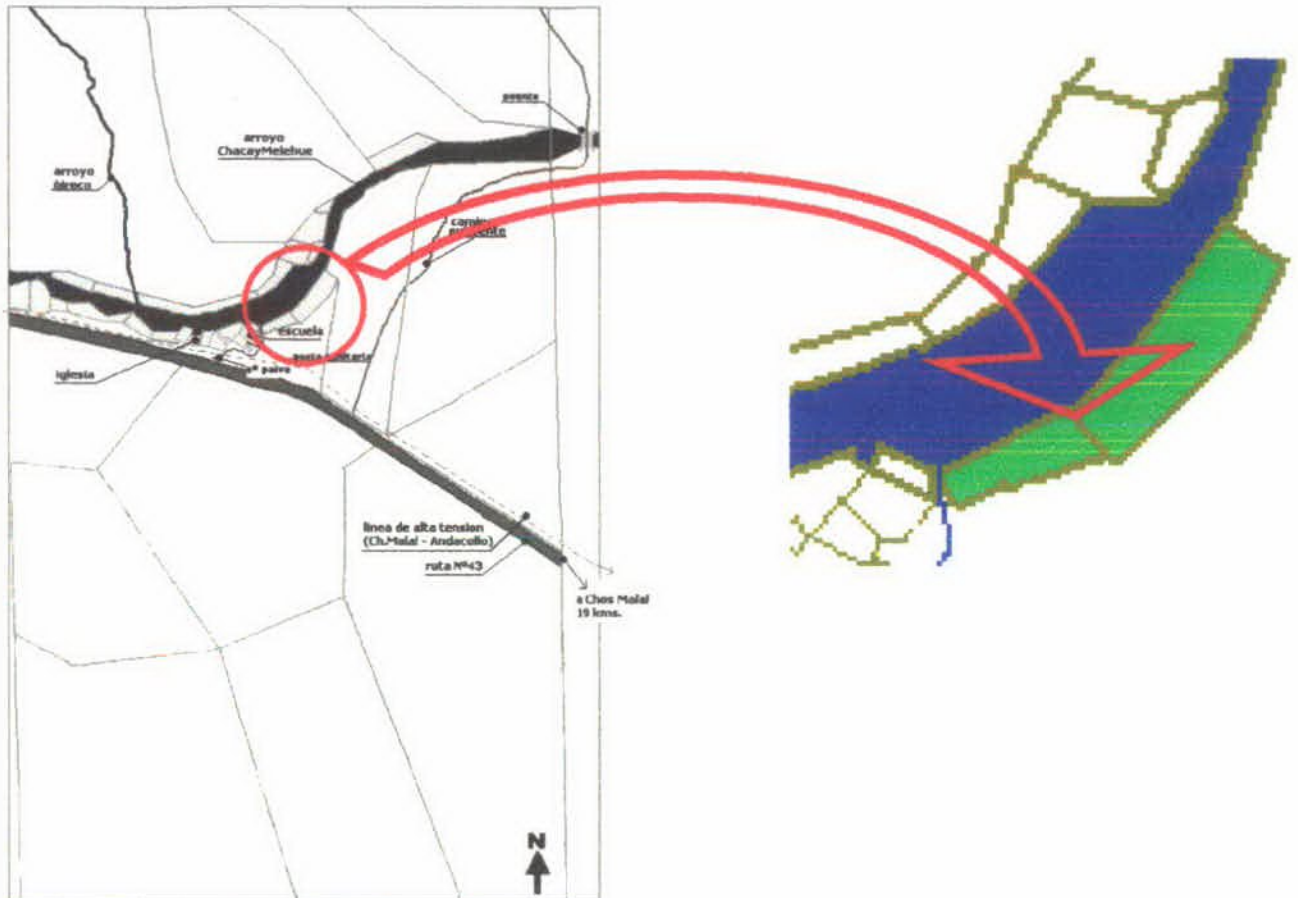 puente
arroyo
ChacayMelehue
arroyo
camino
escuela
iglesia
linea de alta tension
(Ch.Malal - Andacollo)
ruta Nº43
a Chos Malal
19 kms.
N